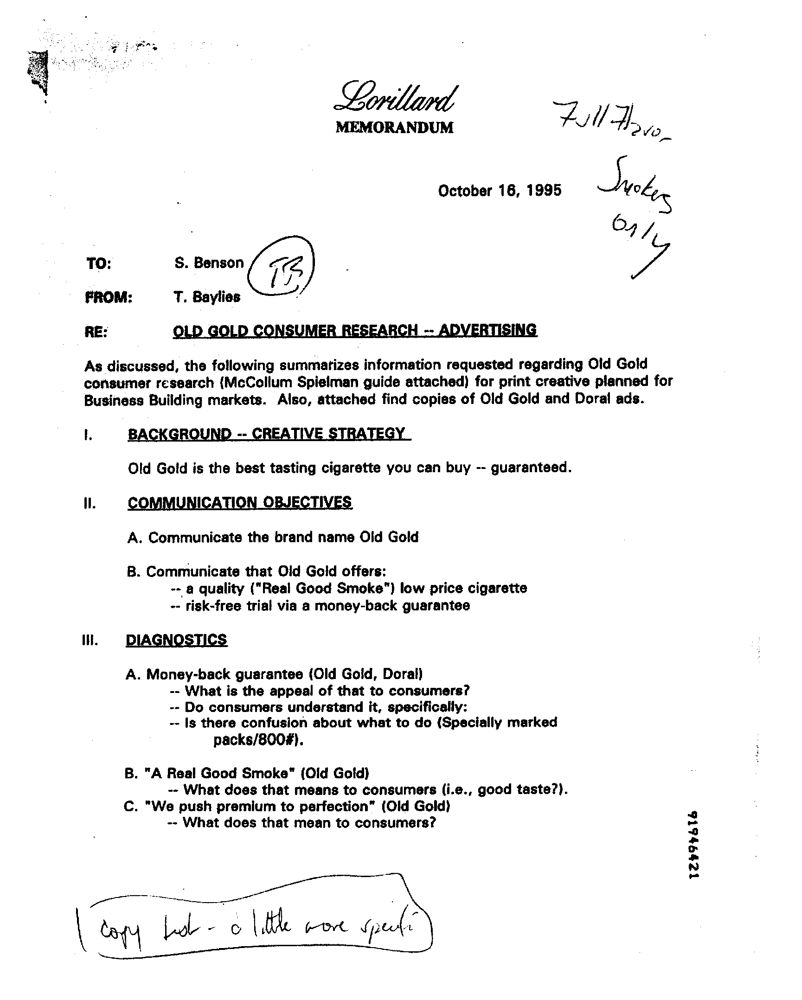 Lorillard
MEMORANDUM
Full Flavor
Smokers
only
October 16, 1995
TO: S. Benson
TB
FROM: T. Baylies
RE: OLD GOLD CONSUMER RESEARCH -- ADVERTISING
As discussed, the following summarizes information requested regarding Old Gold
consumer research (McCollum Spielman guide attached) for print creative planned for
Business Building markets. Also, attached find copies of Old Gold and Doral ads.
I. BACKGROUND -- CREATIVE STRATEGY
Old Gold is the best tasting cigarette you can buy -- guaranteed.
II. COMMUNICATION OBJECTIVES
A. Communicate the brand name Old Gold
B. Communicate that Old Gold offers:
-- a quality ("Real Good Smoke") low price cigarette
-- risk-free trial via a money-back guarantee
III. DIAGNOSTICS
A. Money-back guarantee (Old Gold, Doral)
-- What is the appeal of that to consumers?
-- Do consumers understand it, specifically:
-- Is there confusion about what to do (Specially marked
packs/800#).
B. "A Real Good Smoke" (Old Gold)
-- What does that means to consumers (i.e., good taste?).
C. "We push premium to perfection" (Old Gold)
-- What does that mean to consumers?
91946421
copy - a little more